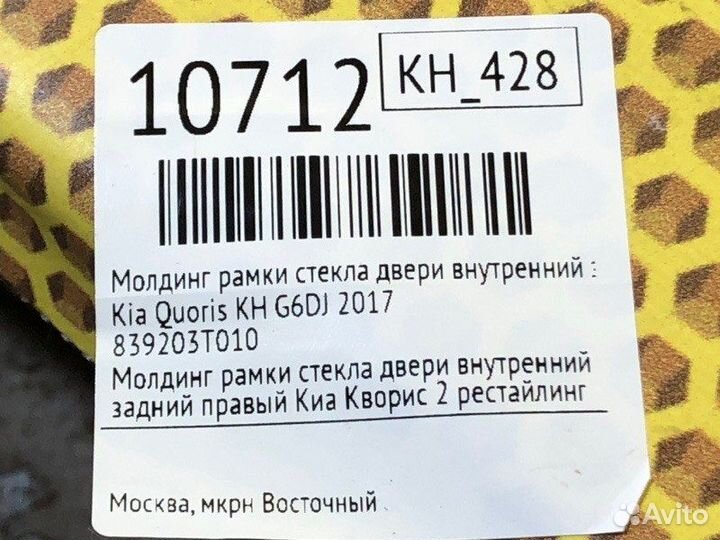 10712
KH_428
Молдинг рамки стекла двери внутренний
Kia Quoris KH G6DJ 2017
839203T010
Молдинг рамки стекла двери внутренний
задний правый Киа Кворис 2 рестайлинг
Москва, мкрн Восточный
Avito